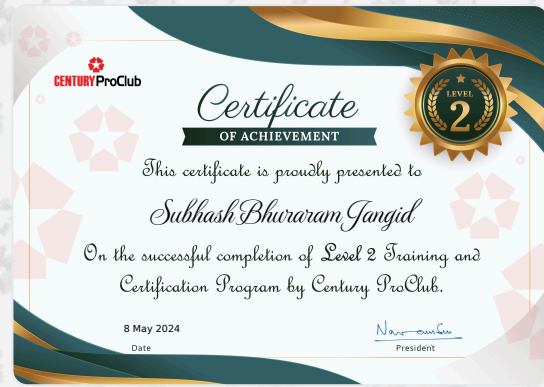 CENTURY ProClub
Certificate
OF ACHIEVEMENT
LEVEL
2
This certificate is proudly presented to
Subhash Bhuraram Jangid
On the successful completion of Level 2 Training and
Certification Program by Century ProClub.
8 May 2024
Date
President